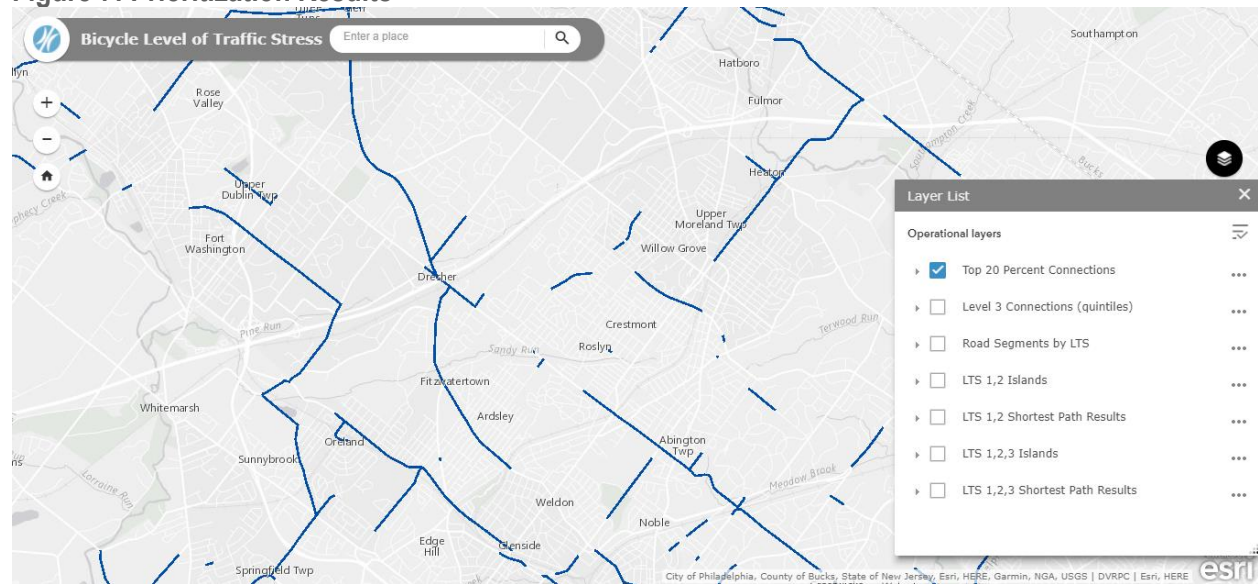 Bicycle Level of Traffic Stress
Enter a place
Southampton
Hatboro
Rose
Valley
Fulmor
+
−
Southampton Creek
Bucks
Heaton
Upper
Dublin Twp
Layer List
Operational layers
Top 20 Percent Connections
Level 3 Connections (quintiles)
Road Segments by LTS
LTS 1,2 Islands
LTS 1,2 Shortest Path Results
LTS 1,2,3 Islands
LTS 1,2,3 Shortest Path Results
Upper
Moreland Twp
Fort
Washington
Willow Grove
Drecher
Crestmont
Terwood Run
Pine Run
Sandy Run
Roslyn
Fitzwatertown
Whitemarsh
Ardsley
Oreland
Abington
Twp
Sunnybrook
Meadow Brook
Lorraine Run
Weldon
Noble
Edge
Hill
Glenside
Springfield Twp
City of Philadelphia, County of Bucks, State of New Jersey, Esri, HERE, Garmin, NGA, USGS | DVRPC | Esri, HERE
esri